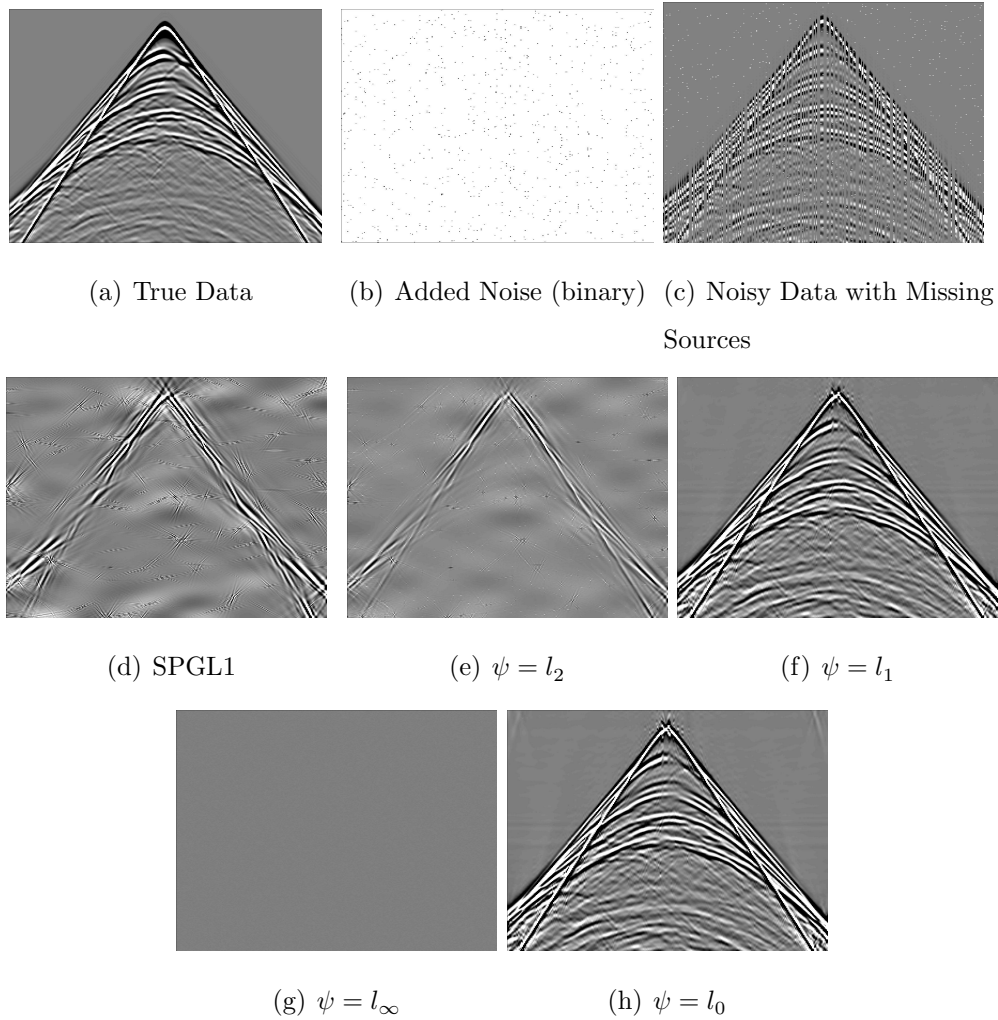 (a) True Data
(b) Added Noise (binary)
(c) Noisy Data with Missing
Sources
(d) SPGL1
(e) ψ = l₂
(f) ψ = l₁
(g) ψ = l∞
(h) ψ = l₀